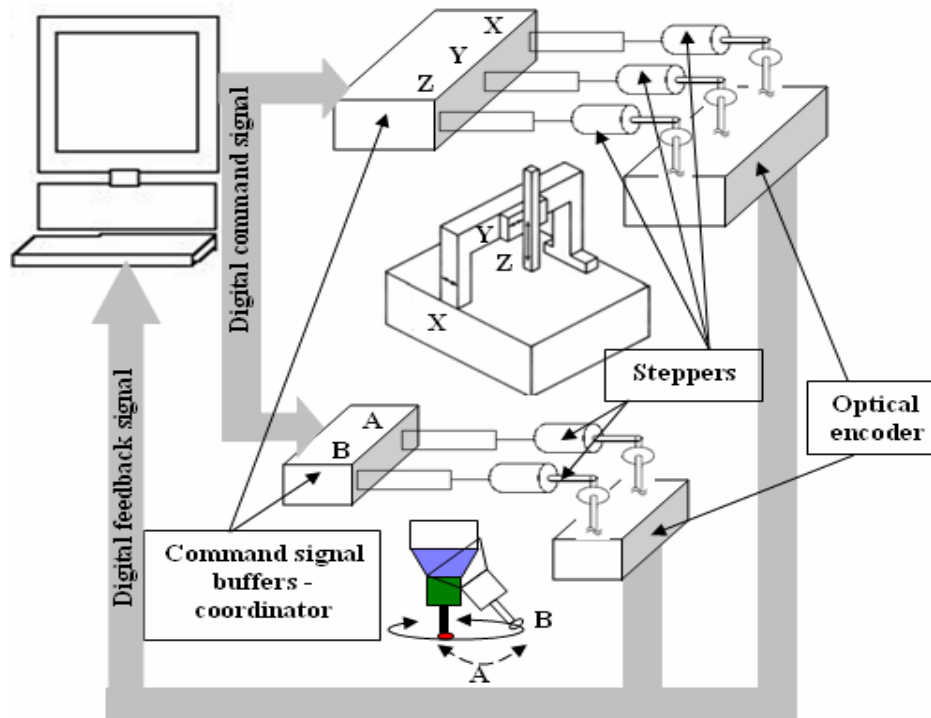 X
Y
Z
Digital command signal
Y
Z
X
Steppers
Optical
encoder
A
B
Digital feedback signal
Command signal
buffers -
coordinator
B
A